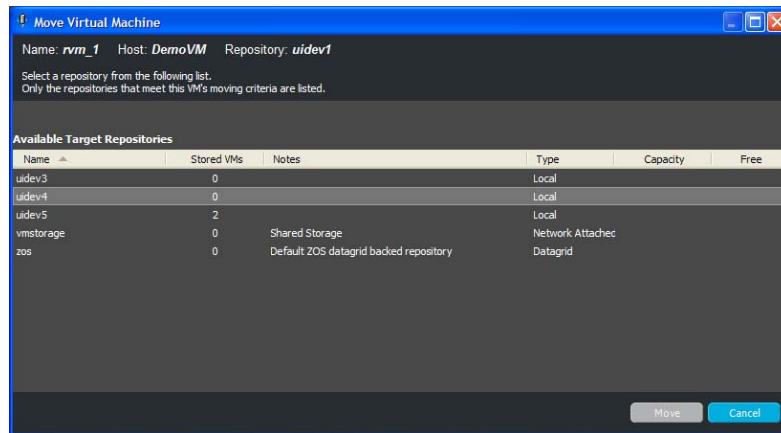 Move Virtual Machine
Name: rvm_1 Host: DemoVM Repository: uidev1
Select a repository from the following list.
Only the repositories that meet this VM's moving criteria are listed.
Available Target Repositories
Name Stored VMs Notes Type Capacity Free
uidev3 0 Local
uidev4 0 Local
uidev5 2 Local
vmstorage 0 Shared Storage Network Attached
zos 0 Default ZOS datagrid backed repository Datagrid
Move Cancel